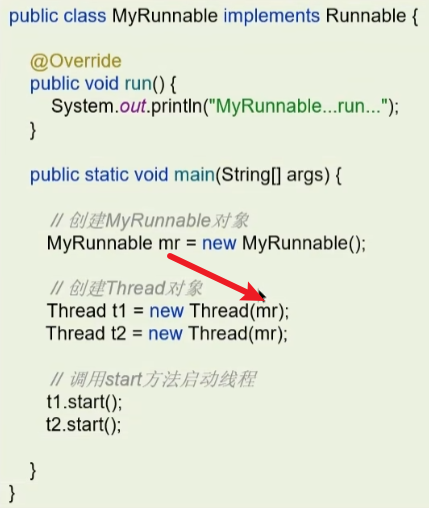 public class MyRunnable implements Runnable {
@Override
public void run() {
System.out.println("MyRunnable...run...");
}
public static void main(String[] args) {
// 创建MyRunnable对象
MyRunnable mr = new MyRunnable();
// 创建Thread对象
Thread t1 = new Thread(mr);
Thread t2 = new Thread(mr);
// 调用start方法启动线程
t1.start();
t2.start();
}
}